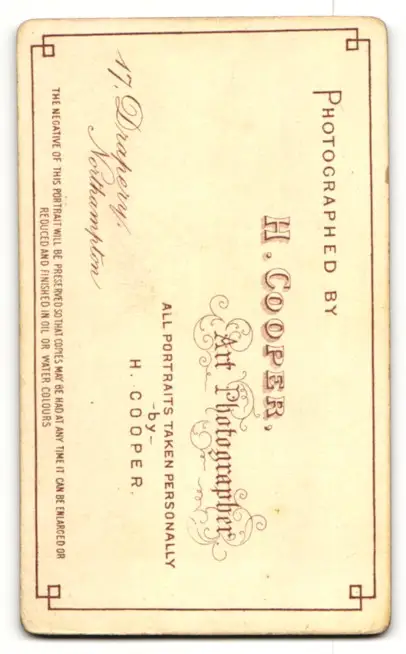 PHOTOGRAPHED BY
H. COOPER,
Art Photographer
ALL PORTRAITS TAKEN PERSONALLY
-by-
H. COOPER.
17, Drapery,
Northampton
THE NEGATIVE OF THIS PORTRAIT WILL BE PRESERVED SO THAT COPIES MAY BE HAD AT ANY TIME IT CAN BE ENLARGED OR
REDUCED AND FINISHED IN OIL OR WATER COLOURS